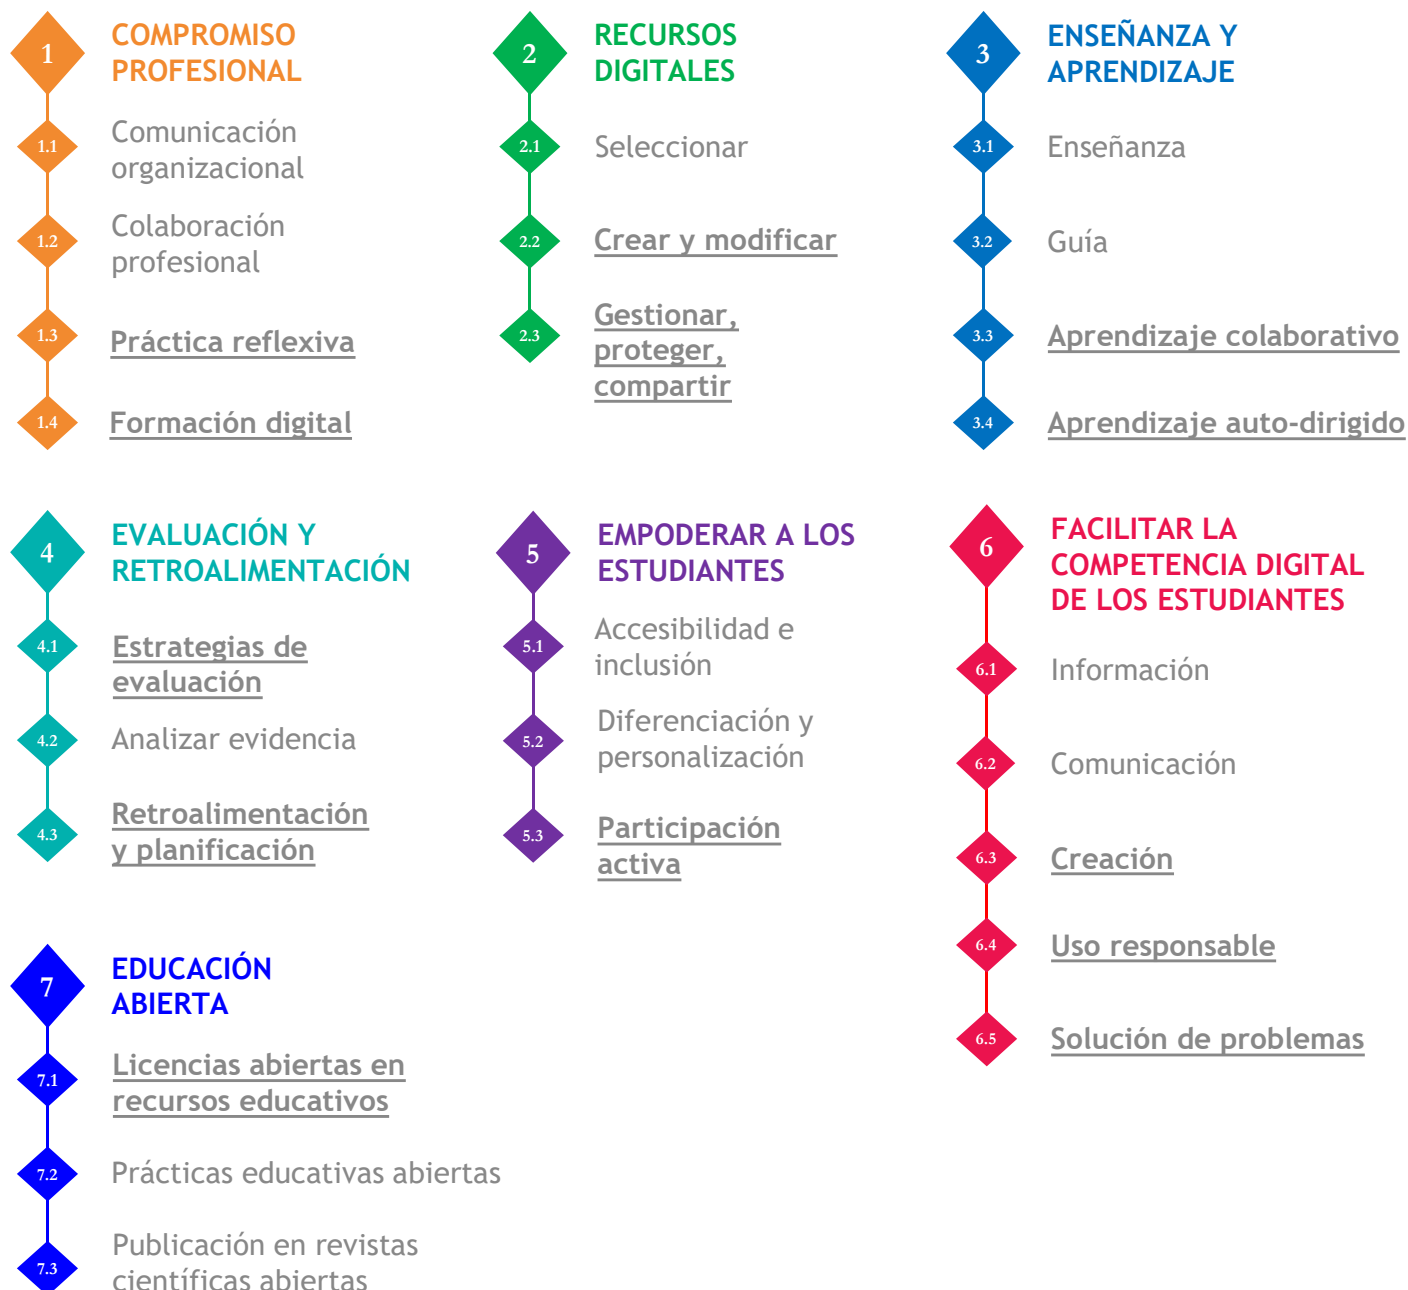 1
COMPROMISO
PROFESIONAL
1.1
Comunicación
organizacional
1.2
Colaboración
profesional
1.3
Práctica reflexiva
1.4
Formación digital
2
RECURSOS
DIGITALES
2.1
Seleccionar
2.2
Crear y modificar
2.3
Gestionar,
proteger,
compartir
3
ENSEÑANZA Y
APRENDIZAJE
3.1
Enseñanza
3.2
Guía
3.3
Aprendizaje colaborativo
3.4
Aprendizaje auto-dirigido
4
EVALUACIÓN Y
RETROALIMENTACIÓN
4.1
Estrategias de
evaluación
4.2
Analizar evidencia
4.3
Retroalimentación
y planificación
5
EMPODERAR A LOS
ESTUDIANTES
5.1
Accesibilidad e
inclusión
5.2
Diferenciación y
personalización
5.3
Participación
activa
6
FACILITAR LA
COMPETENCIA DIGITAL
DE LOS ESTUDIANTES
6.1
Información
6.2
Comunicación
6.3
Creación
6.4
Uso responsable
6.5
Solución de problemas
7
EDUCACIÓN
ABIERTA
7.1
Licencias abiertas en
recursos educativos
7.2
Prácticas educativas abiertas
7.3
Publicación en revistas
científicas abiertas